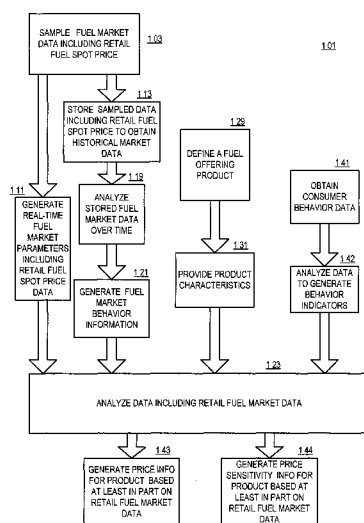 SAMPLE FUEL MARKET
DATA INCLUDING RETAIL
FUEL SPOT PRICE
1.03
1.01
1.13
STORE SAMPLED DATA
INCLUDING RETAIL FUEL
SPOT PRICE TO OBTAIN
HISTORICAL MARKET
DATA
1.29
DEFINE A FUEL
OFFERING PRODUCT
1.41
OBTAIN
CONSUMER
BEHAVIOR DATA
1.11
GENERATE
REAL-TIME
FUEL
MARKET
PARAMETERS
INCLUDING
RETAIL FUEL
SPOT PRICE
DATA
1.19
ANALYZE
STORED FUEL
MARKET DATA
OVER TIME
1.31
PROVIDE PRODUCT
CHARACTERISTICS
1.42
ANALYZE DATA
TO GENERATE
BEHAVIOR
INDICATORS
1.21
GENERATE FUEL
MARKET
BEHAVIOR
INFORMATION
1.23
ANALYZE DATA INCLUDING RETAIL FUEL MARKET DATA
1.43
GENERATE PRICE INFO
FOR PRODUCT BASED
AT LEAST IN PART ON
RETAIL FUEL MARKET
DATA
1.44
GENERATE PRICE
SENSITIVITY INFO FOR
PRODUCT BASED AT
LEAST IN PART ON
RETAIL FUEL MARKET
DATA